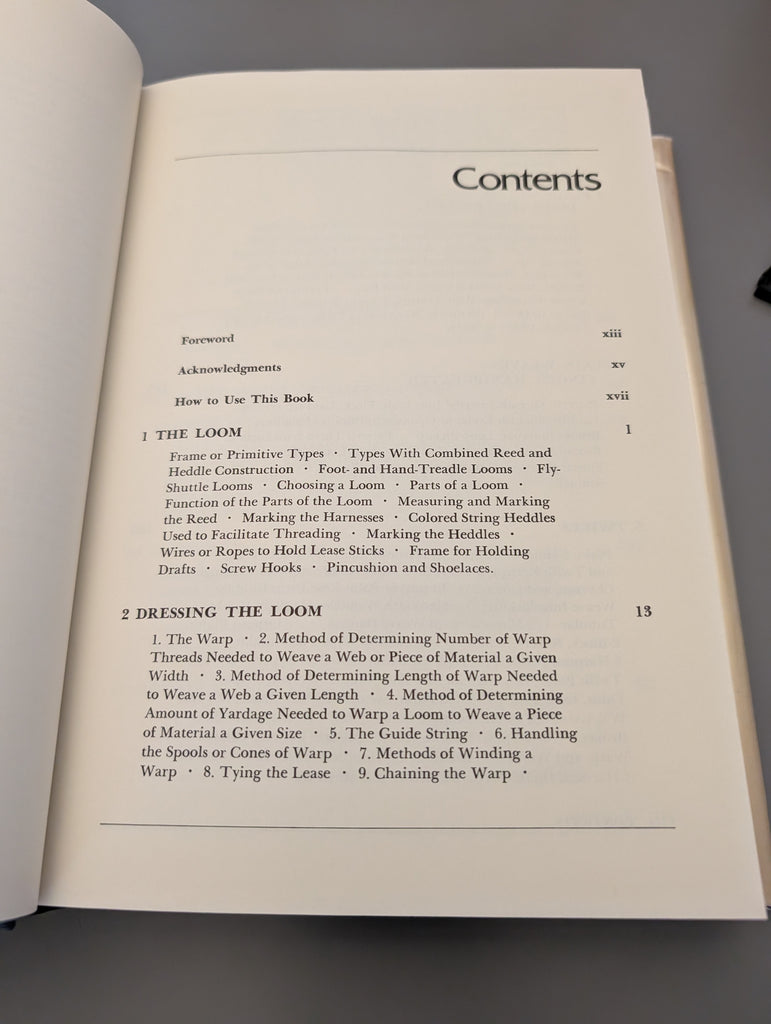 Contents
Foreword xiii
Acknowledgments xv
How to Use This Book xvii
1 THE LOOM 1
Frame or Primitive Types · Types With Combined Reed and
Heddle Construction · Foot- and Hand-Treadle Looms · Fly-
Shuttle Looms · Choosing a Loom · Parts of a Loom ·
Function of the Parts of the Loom · Measuring and Marking
the Reed · Marking the Harnesses · Colored String Heddles
Used to Facilitate Threading · Marking the Heddles ·
Wires or Ropes to Hold Lease Sticks · Frame for Holding
Drafts · Screw Hooks · Pincushion and Shoelaces.
2 DRESSING THE LOOM 13
1. The Warp · 2. Method of Determining Number of Warp
Threads Needed to Weave a Web or Piece of Material a Given
Width · 3. Method of Determining Length of Warp Needed
to Weave a Web a Given Length · 4. Method of Determining
Amount of Yardage Needed to Warp a Loom to Weave a Piece
of Material a Given Size · 5. The Guide String · 6. Handling
the Spools or Cones of Warp · 7. Methods of Winding a
Warp · 8. Tying the Lease · 9. Chaining the Warp ·